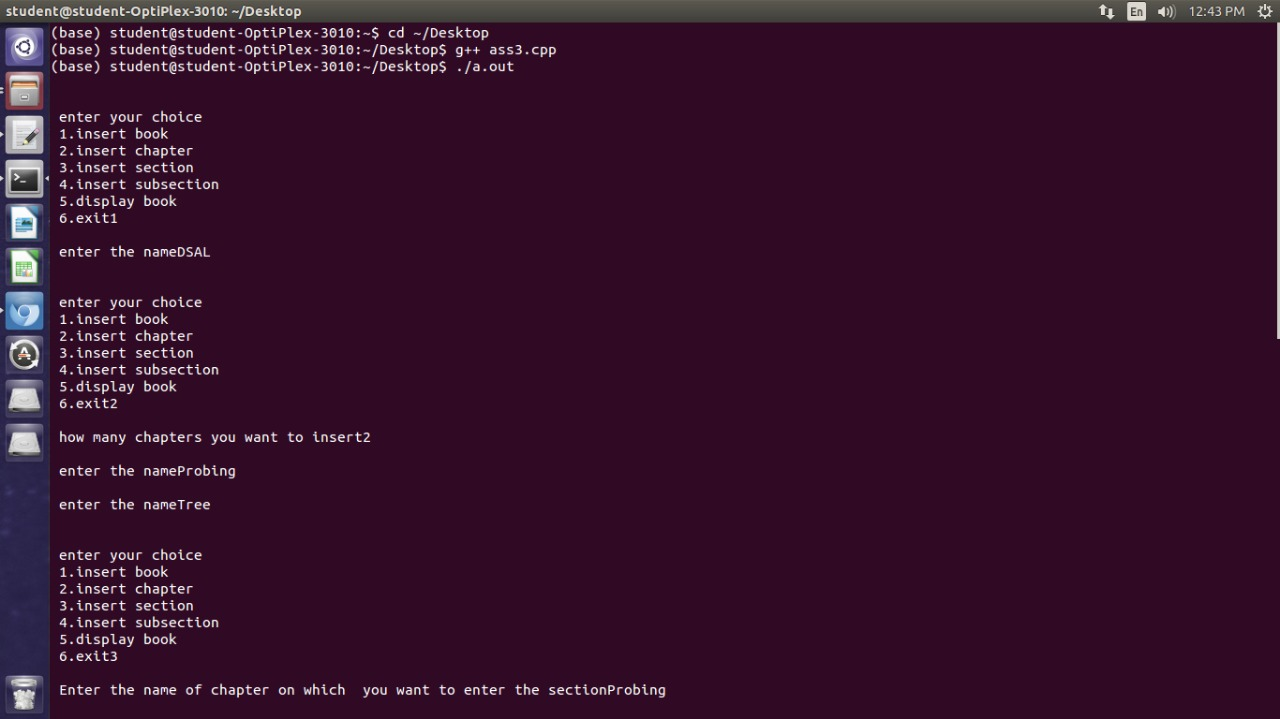 student@student-OptiPlex-3010: ~/Desktop
En
12:43 PM
(base) student@student-OptiPlex-3010:~$ cd ~/Desktop
(base) student@student-OptiPlex-3010:~/Desktop$ g++ ass3.cpp
(base) student@student-OptiPlex-3010:~/Desktop$ ./a.out
enter your choice
1.insert book
2.insert chapter
3.insert section
4.insert subsection
5.display book
6.exit1
enter the nameDSAL
enter your choice
1.insert book
2.insert chapter
3.insert section
4.insert subsection
5.display book
6.exit2
how many chapters you want to insert2
enter the nameProbing
enter the nameTree
enter your choice
1.insert book
2.insert chapter
3.insert section
4.insert subsection
5.display book
6.exit3
Enter the name of chapter on which  you want to enter the sectionProbing